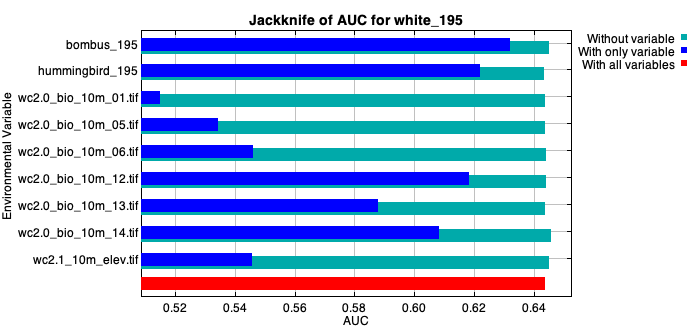 Jackknife of AUC for white_195
Environmental Variable
bombus_195
hummingbird_195
wc2.0_bio_10m_01.tif
wc2.0_bio_10m_05.tif
wc2.0_bio_10m_06.tif
wc2.0_bio_10m_12.tif
wc2.0_bio_10m_13.tif
wc2.0_bio_10m_14.tif
wc2.1_10m_elev.tif
0.52 0.54 0.56 0.58 0.60 0.62 0.64
AUC
Without variable
With only variable
With all variables